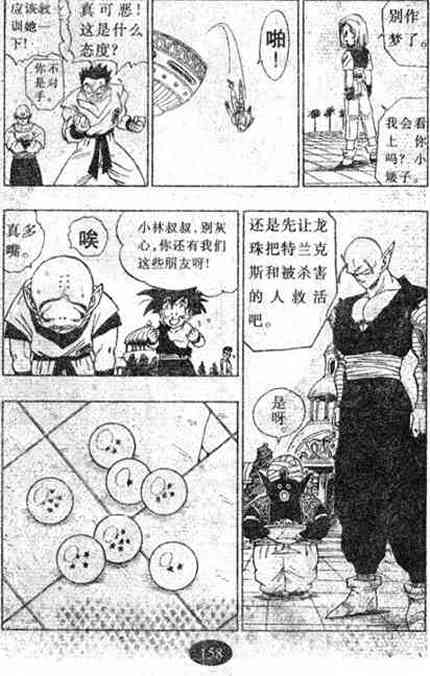 别作
梦了。
我会看
上你
吗?小
矮子。
啪
!
真可恶!
这是什么
态度?
应该教
训她一
下!
你不
是对
手。
还是先让龙
珠把特兰克
斯和被杀害
的人救活
吧。
是
呀。
小林叔叔,别灰
心,你还有我们
这些朋友呀!
唉
真多
嘴。
158